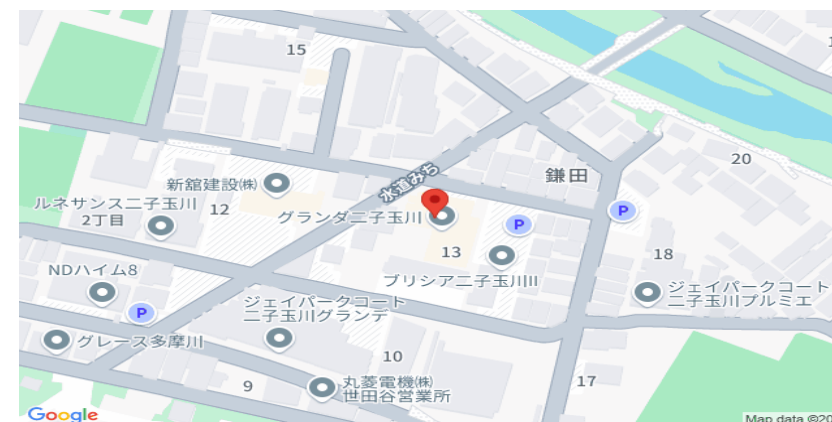 15
水道みち
鎌田
20
新舘建設㈱
ルネサンス二子玉川
2丁目
12
グランダ二子玉川
P
P
13
18
NDハイム8
ブリシア二子玉川II
ジェイパークコート
二子玉川プルミエ
P
ジェイパークコート
二子玉川グランデ
グレース多摩川
10
9
丸菱電機㈱
世田谷営業所
17
Google
Map data ©20